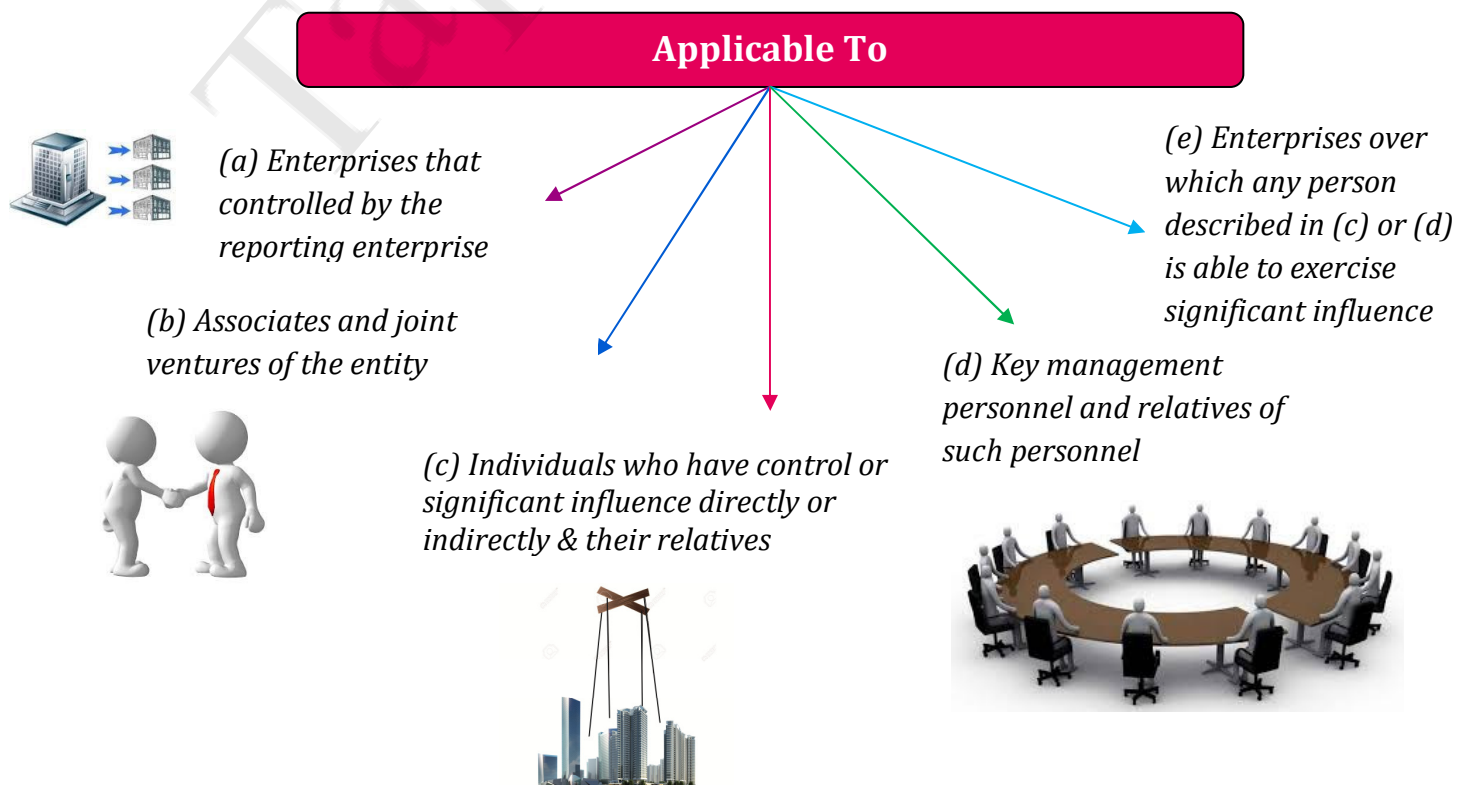 Applicable To
(a) Enterprises that
controlled by the
reporting enterprise
(b) Associates and joint
ventures of the entity
(c) Individuals who have control or
significant influence directly or
indirectly & their relatives
(d) Key management
personnel and relatives of
such personnel
(e) Enterprises over
which any person
described in (c) or (d)
is able to exercise
significant influence